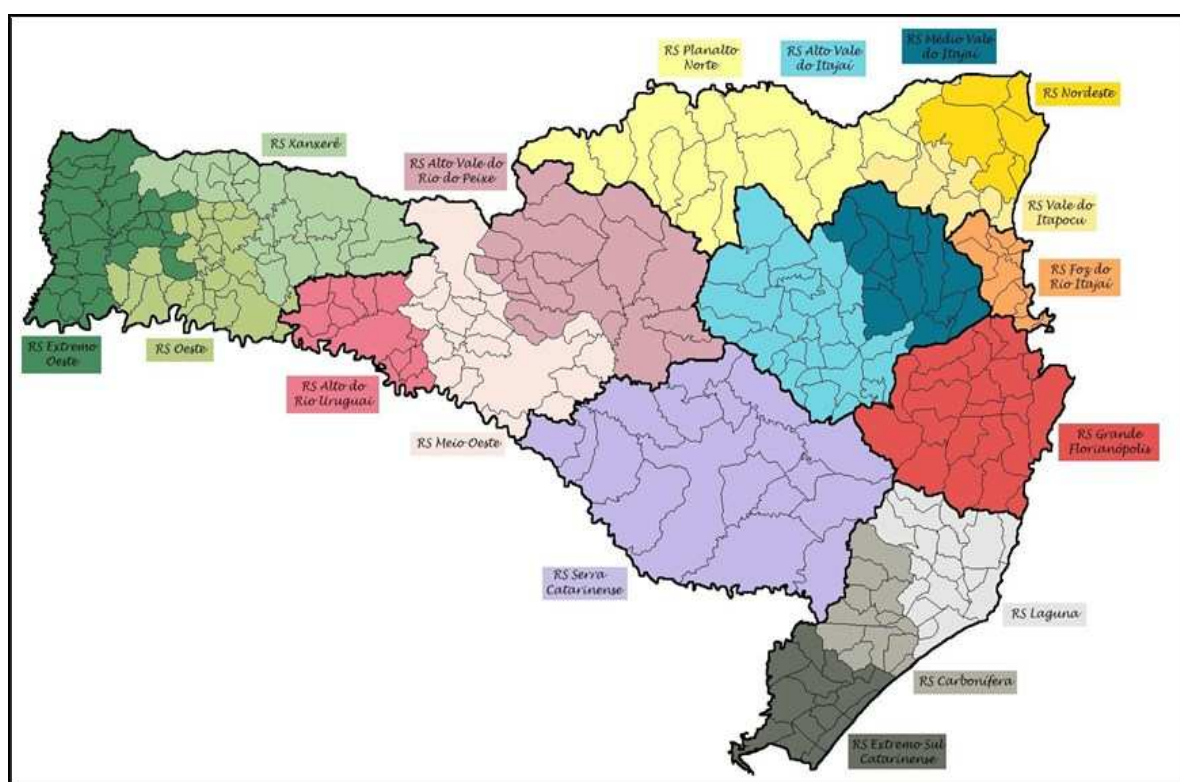 RS Médio Vale
do Itajaí
RS Planalto
Norte
RS Alto Vale
do Itajaí
RS Nordeste
RS Xanxerê
RS Alto Vale do
Rio do Peixe
RS Vale do
Itapocu
RS Foz do
Rio Itajaí
RS Extremo
Oeste
RS Oeste
RS Alto do
Rio Uruguai
RS Meio Oeste
RS Grande
Florianópolis
RS Serra
Catarinense
RS Laguna
RS Carbonífera
RS Extremo Sul
Catarinense